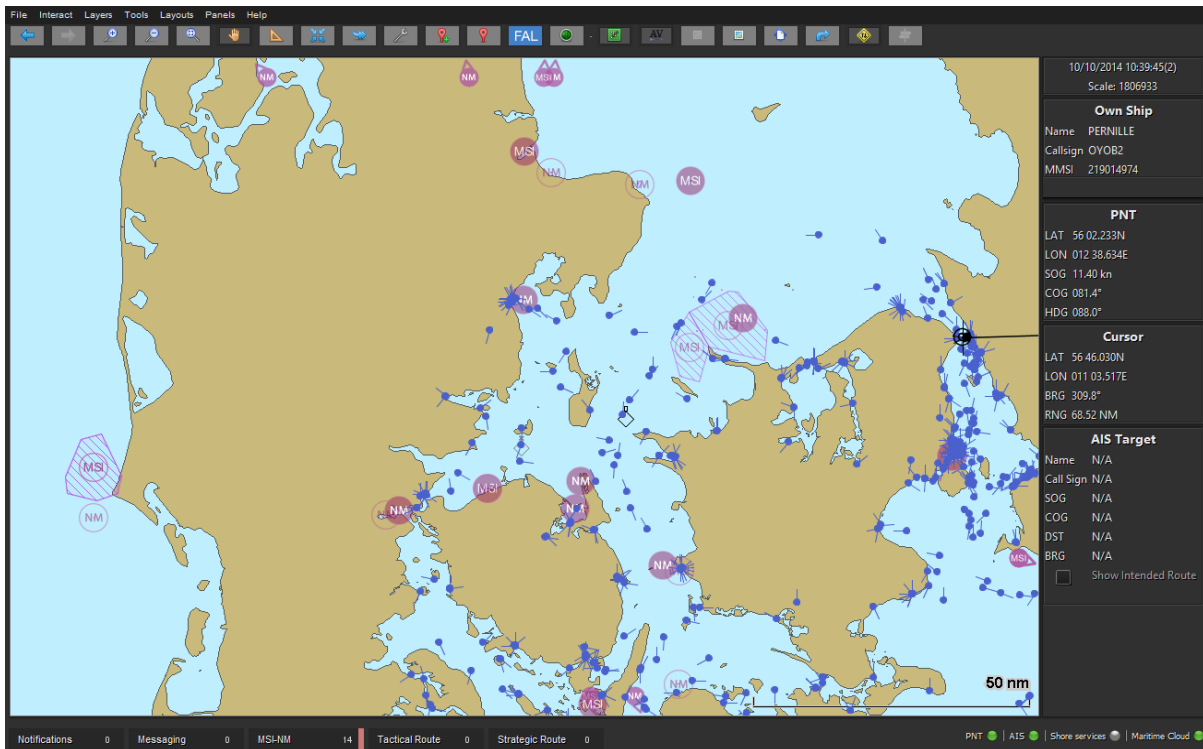 File Interact Layers Tools Layouts Panels Help
FAL
AV
10/10/2014 10:39:45(2)
Scale: 1806933
Own Ship
Name PERNILLE
Callsign OYOB2
MMSI 219014974
PNT
LAT 56 02.233N
LON 012 38.634E
SOG 11.40 kn
COG 081.4°
HDG 088.0°
Cursor
LAT 56 46.030N
LON 011 03.517E
BRG 309.8°
RNG 68.52 NM
AIS Target
Name N/A
Call Sign N/A
SOG N/A
COG N/A
DST N/A
BRG N/A
Show Intended Route
NM
NM
MSI
MSI
NM
NM
MSI
NM
MSI
MSI
MSI
NM
NM
MSI
NM
NM
NM
NM
MSI
NM
MSI
NM
50 nm
Notifications 0 Messaging 0 MSI-NM 14 Tactical Route 0 Strategic Route 0
PNT | AIS | Shore services | Maritime Cloud